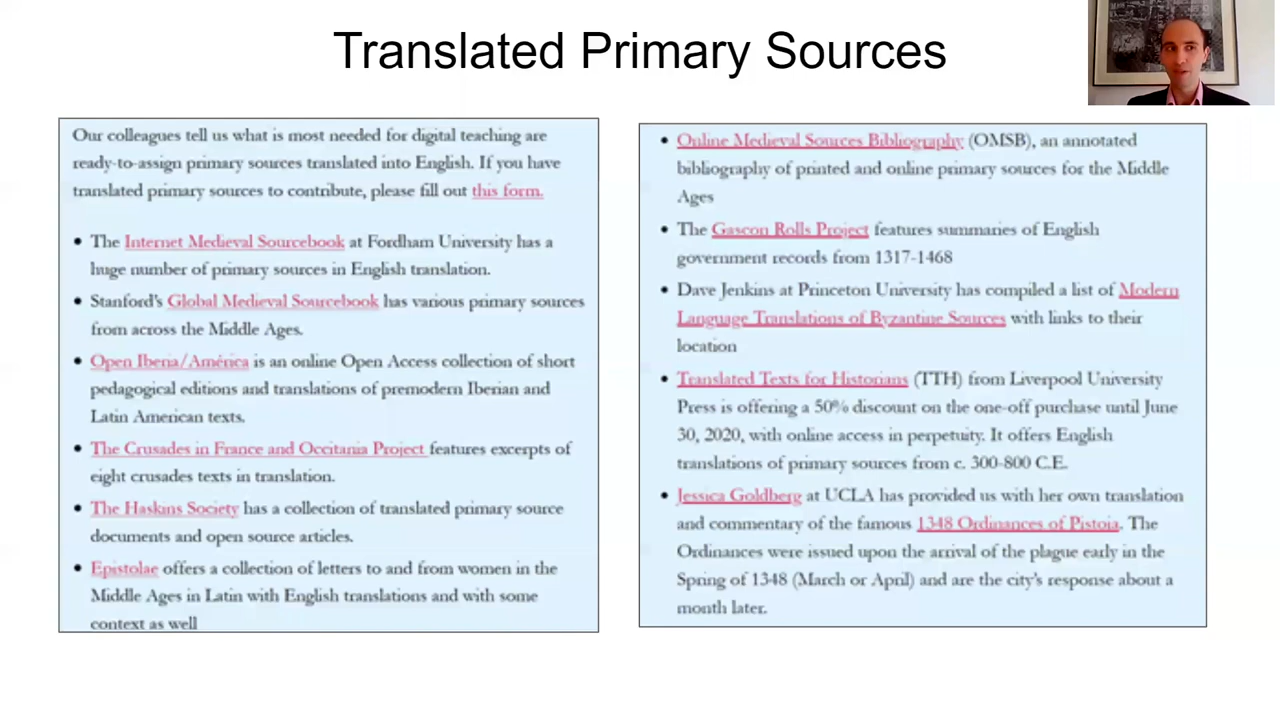 Translated Primary Sources
Our colleagues tell us what is most needed for digital teaching are
ready-to-assign primary sources translated into English. If you have
translated primary sources to contribute, please fill out this form.
• The Internet Medieval Sourcebook at Fordham University has a
huge number of primary sources in English translation.
• Stanford's Global Medieval Sourcebook has various primary sources
from across the Middle Ages.
• Open Iberia/América is an online Open Access collection of short
pedagogical editions and translations of premodern Iberian and
Latin American texts.
• The Crusades in France and Occitania Project features excerpts of
eight crusades texts in translation.
• The Haskins Society has a collection of translated primary source
documents and open source articles.
• Epistolae offers a collection of letters to and from women in the
Middle Ages in Latin with English translations and with some
context as well
• Online Medieval Sources Bibliography (OMSB), an annotated
bibliography of printed and online primary sources for the Middle
Ages
• The Gascon Rolls Project features summaries of English
government records from 1317-1468
• Dave Jenkins at Princeton University has compiled a list of Modern
Language Translations of Byzantine Sources with links to their
location
• Translated Texts for Historians (TTH) from Liverpool University
Press is offering a 50% discount on the one-off purchase until June
30, 2020, with online access in perpetuity. It offers English
translations of primary sources from c. 300-800 C.E.
• Jessica Goldberg at UCLA has provided us with her own translation
and commentary of the famous 1348 Ordinances of Pistoia. The
Ordinances were issued upon the arrival of the plague early in the
Spring of 1348 (March or April) and are the city's response about a
month later.